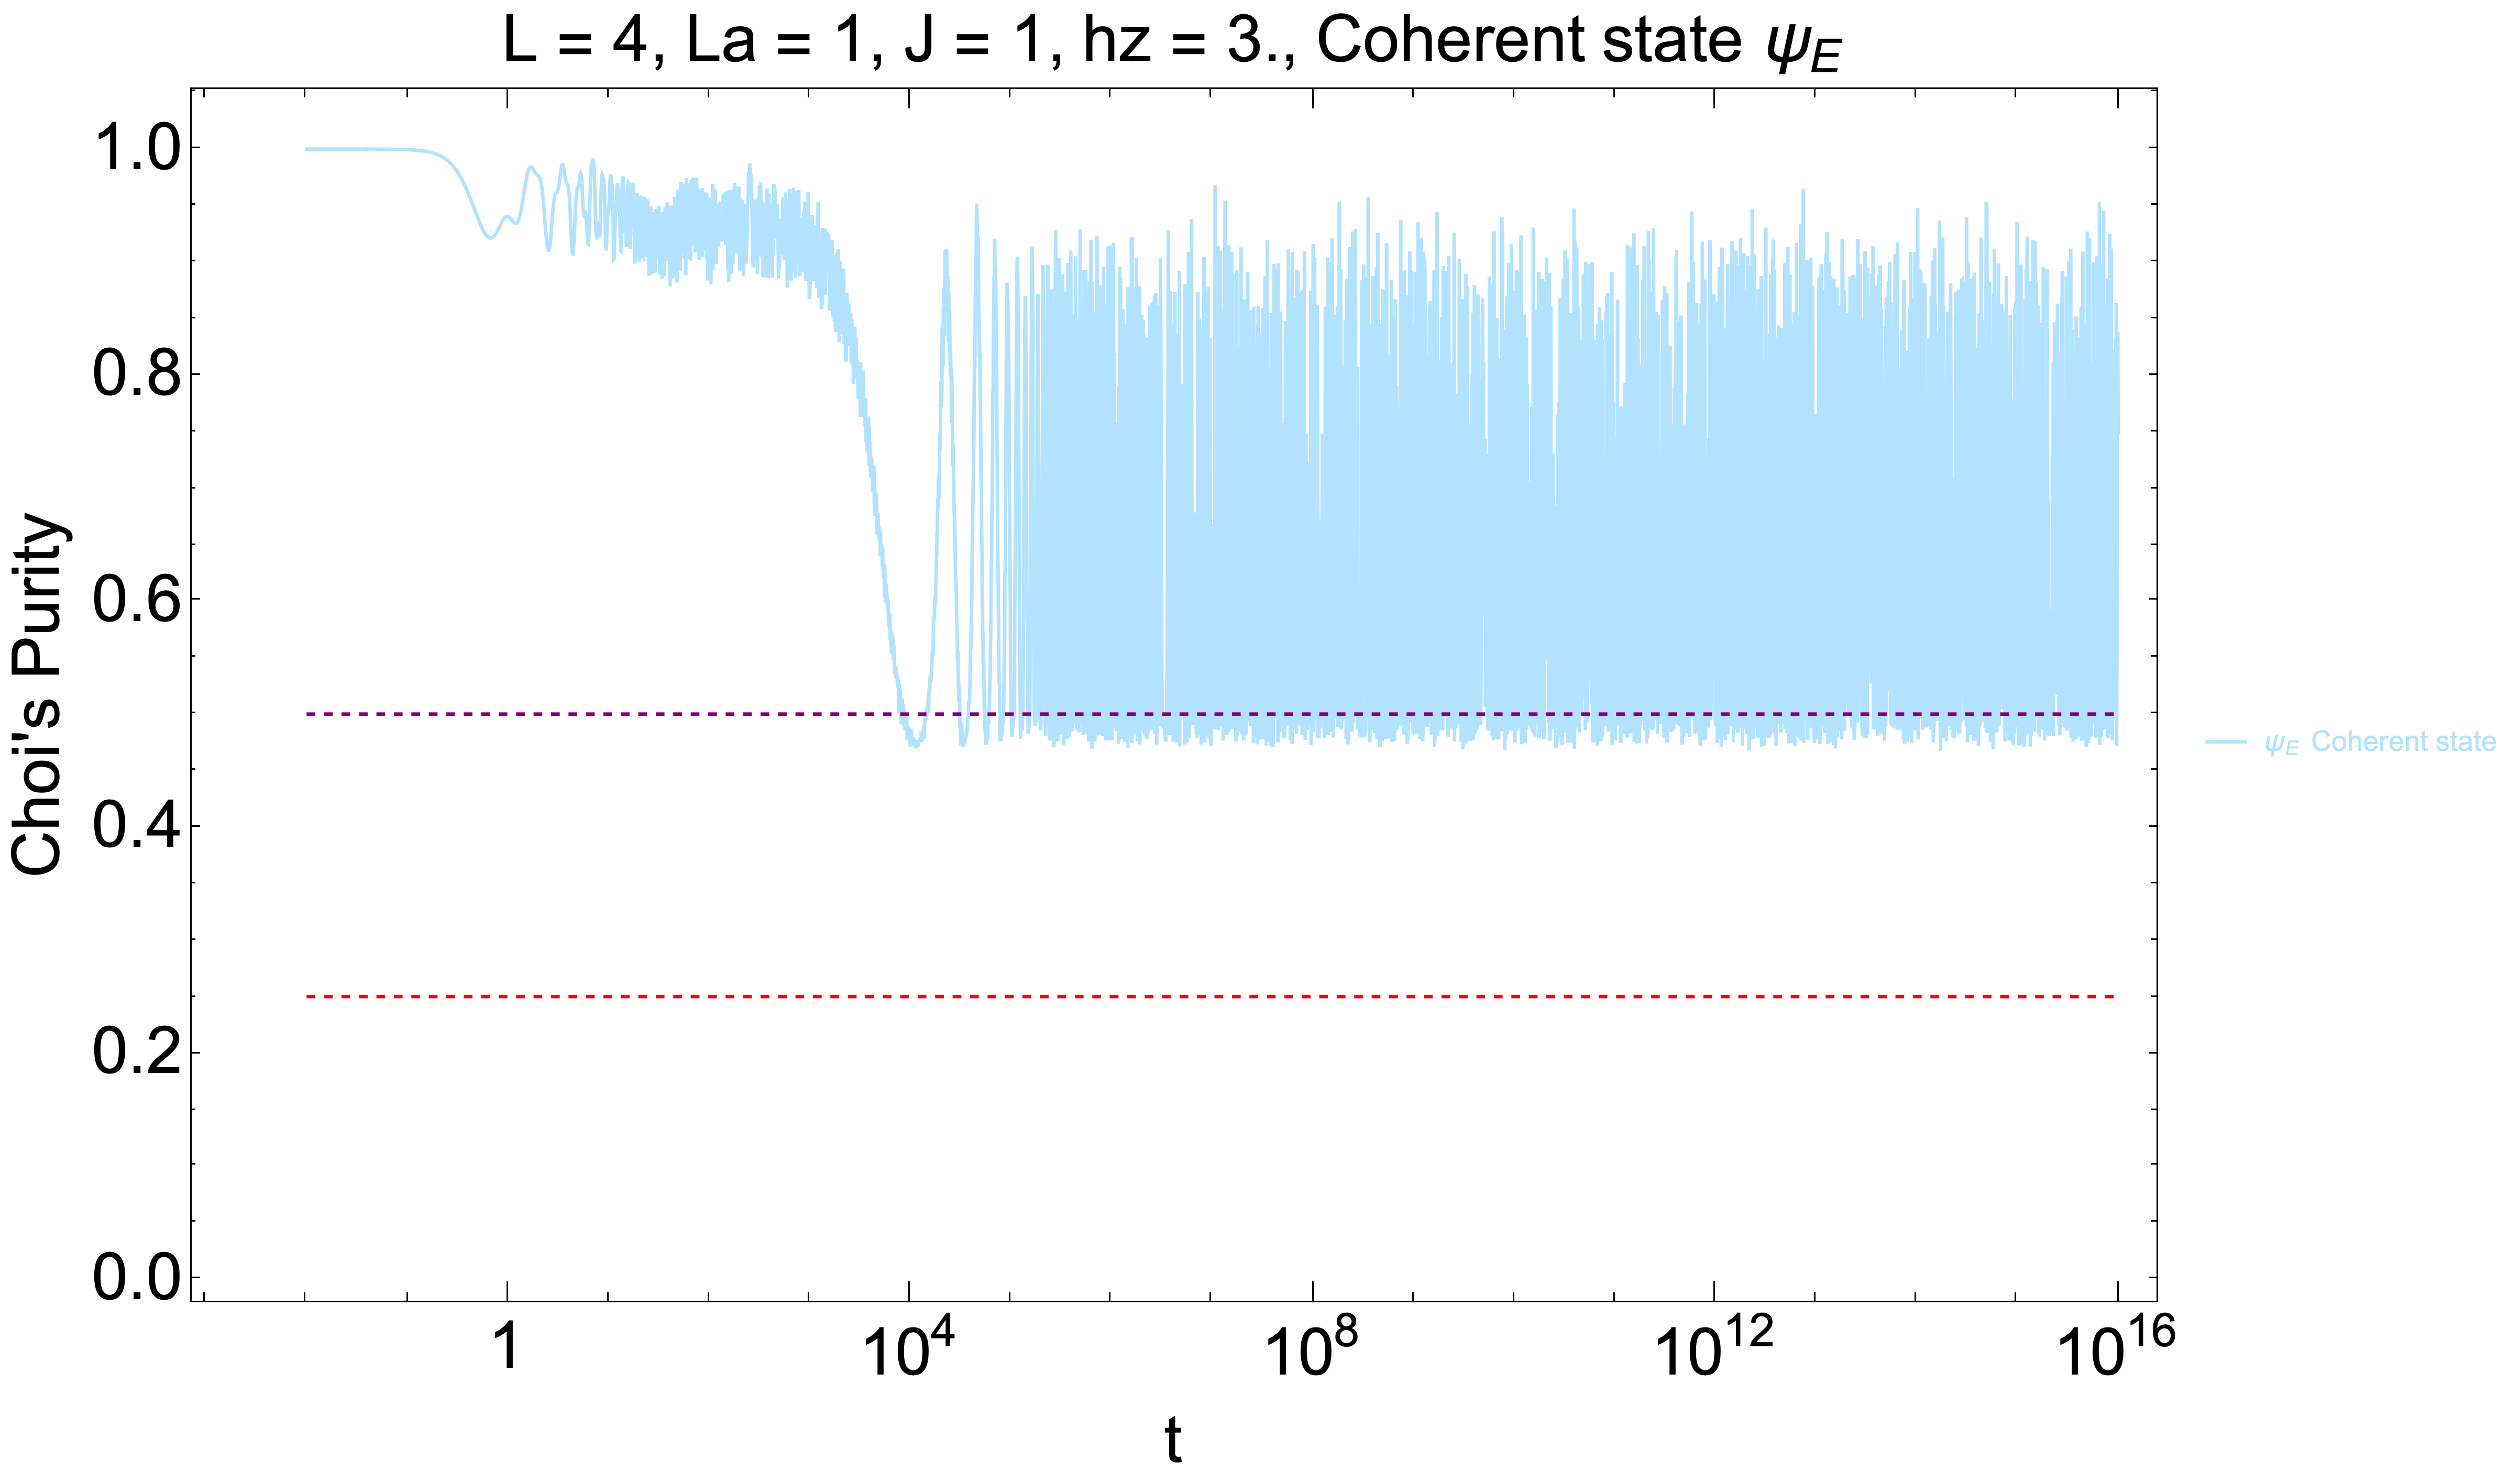 L = 4, La = 1, J = 1, hz = 3., Coherent state ψE
Choi's Purity
1.0
0.8
0.6
0.4
0.2
0.0
1
10^4
10^8
10^12
10^16
t
ψE Coherent state